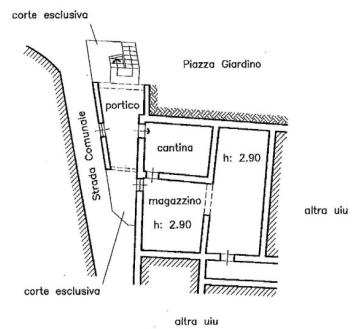 corte esclusiva
Piazza Giardino
portico
Strada Comunale
cantina
h: 2.90
magazzino
h: 2.90
altra uiu
corte esclusiva
altra uiu